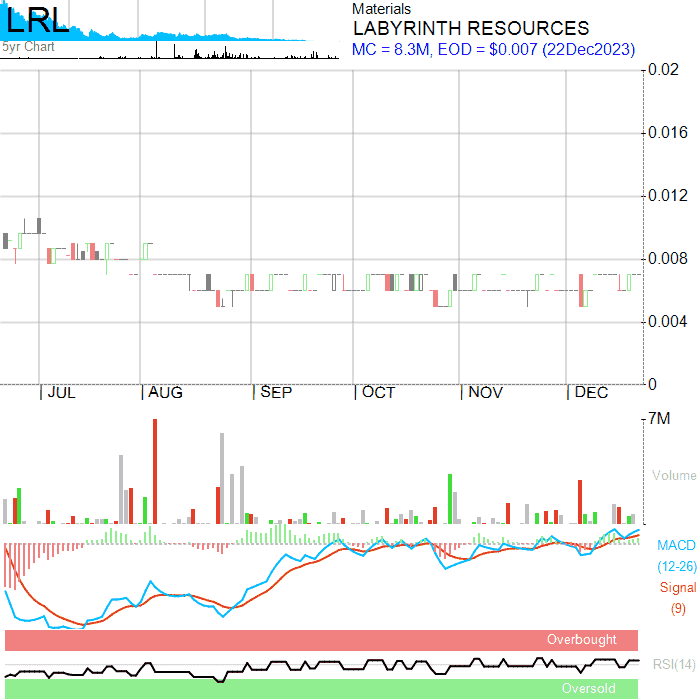 LRL
5yr Chart
Materials
LABYRINTH RESOURCES
MC = 8.3M, EOD = $0.007 (22Dec2023)
0.02
0.016
0.012
0.008
0.004
0
JUL AUG SEP OCT NOV DEC
7M
Volume
MACD
(12-26)
Signal
(9)
Overbought
RSI(14)
Oversold